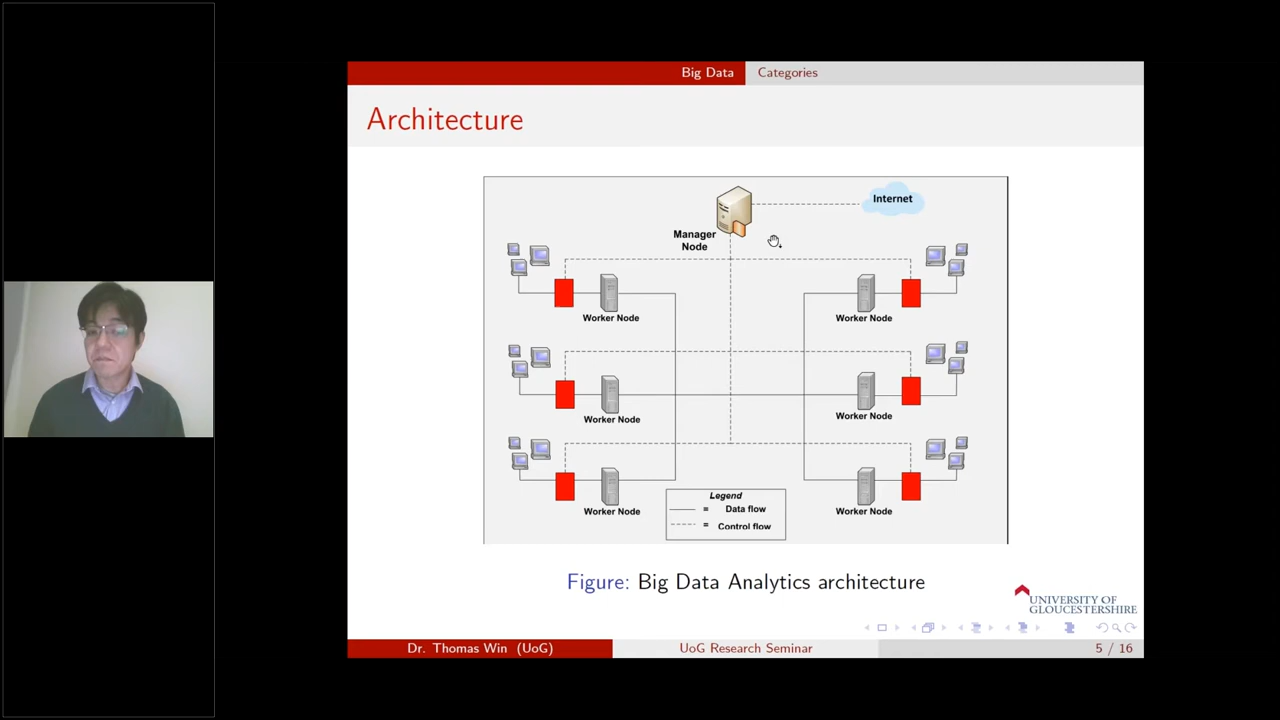 Big Data
Categories
Architecture
Internet
Manager
Node
Worker Node
Worker Node
Worker Node
Worker Node
Worker Node
Worker Node
Legend
= Data flow
= Control flow
Figure: Big Data Analytics architecture
UNIVERSITY OF
GLOUCESTERSHIRE
Dr. Thomas Win (UoG)
UoG Research Seminar
5 / 16